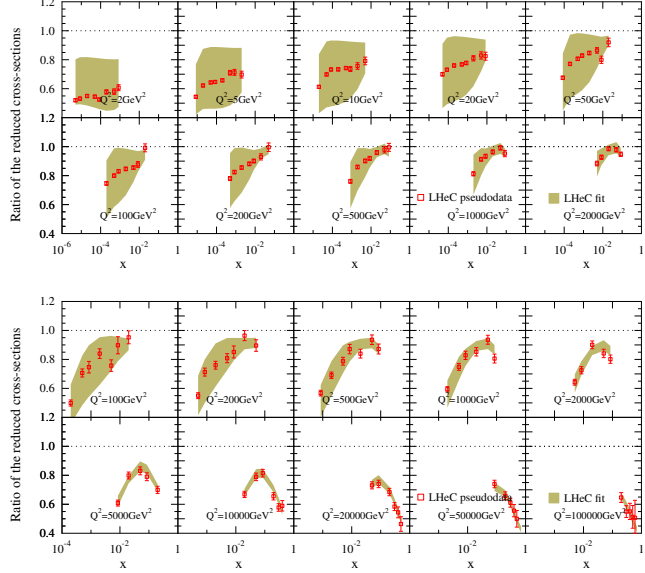 Ratio of the reduced cross-sections
1.2
1.0
0.8
0.6
1.2
Q²=2GeV² Q²=5GeV² Q²=10GeV² Q²=20GeV² Q²=50GeV²
1.0
0.8
0.6
0.4
LHeC pseudodata LHeC fit
Q²=100GeV² Q²=200GeV² Q²=500GeV² Q²=1000GeV² Q²=2000GeV²
10⁻⁶ 10⁻⁴ 10⁻² 1 10⁻⁴ 10⁻² 1 10⁻⁴ 10⁻² 1 10⁻⁴ 10⁻² 1 10⁻⁴ 10⁻² 1
x x x x x
Ratio of the reduced cross-sections
1.2
1.0
0.8
0.6
1.2
Q²=100GeV² Q²=200GeV² Q²=500GeV² Q²=1000GeV² Q²=2000GeV²
1.0
0.8
0.6
0.4
LHeC pseudodata LHeC fit
Q²=5000GeV² Q²=10000GeV² Q²=20000GeV² Q²=50000GeV² Q²=100000GeV²
10⁻⁴ 10⁻² 1 10⁻² 1 10⁻² 1 10⁻² 1 10⁻² 1
x x x x x